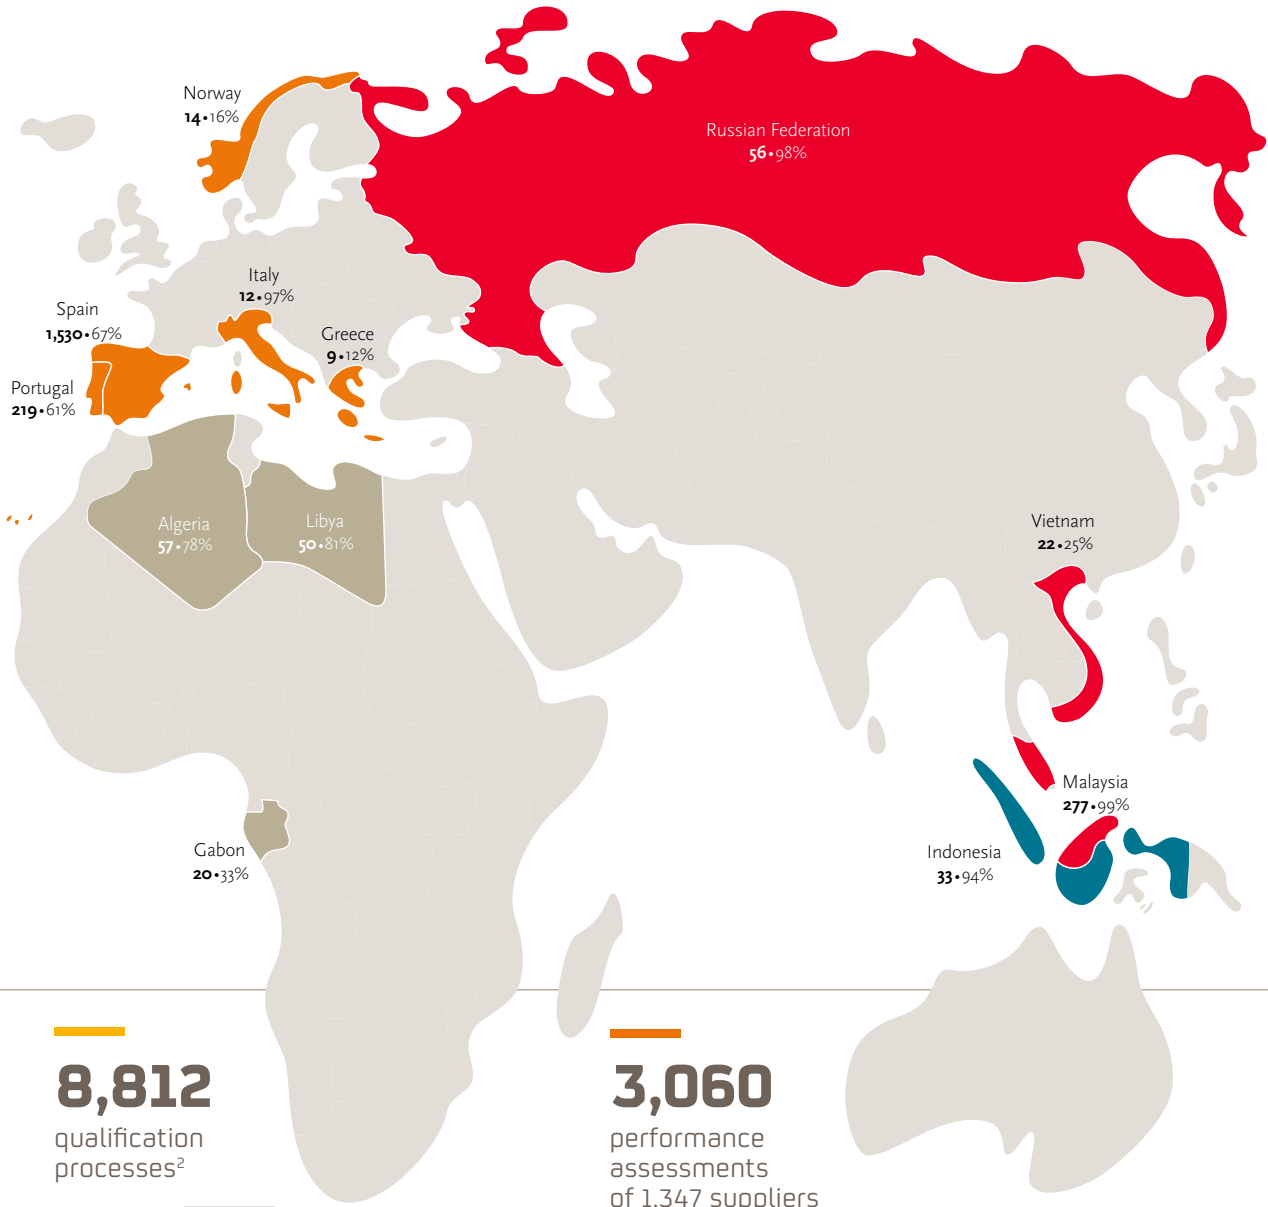 Norway
14•16%
Russian Federation
56•98%
Italy
12•97%
Spain
1,530•67%
Greece
9•12%
Portugal
219•61%
Algeria
57•78%
Libya
50•81%
Vietnam
22•25%
Malaysia
277•99%
Gabon
20•33%
Indonesia
33•94%
8,812
qualification
processes²
3,060
performance
assessments
of 1,347 suppliers